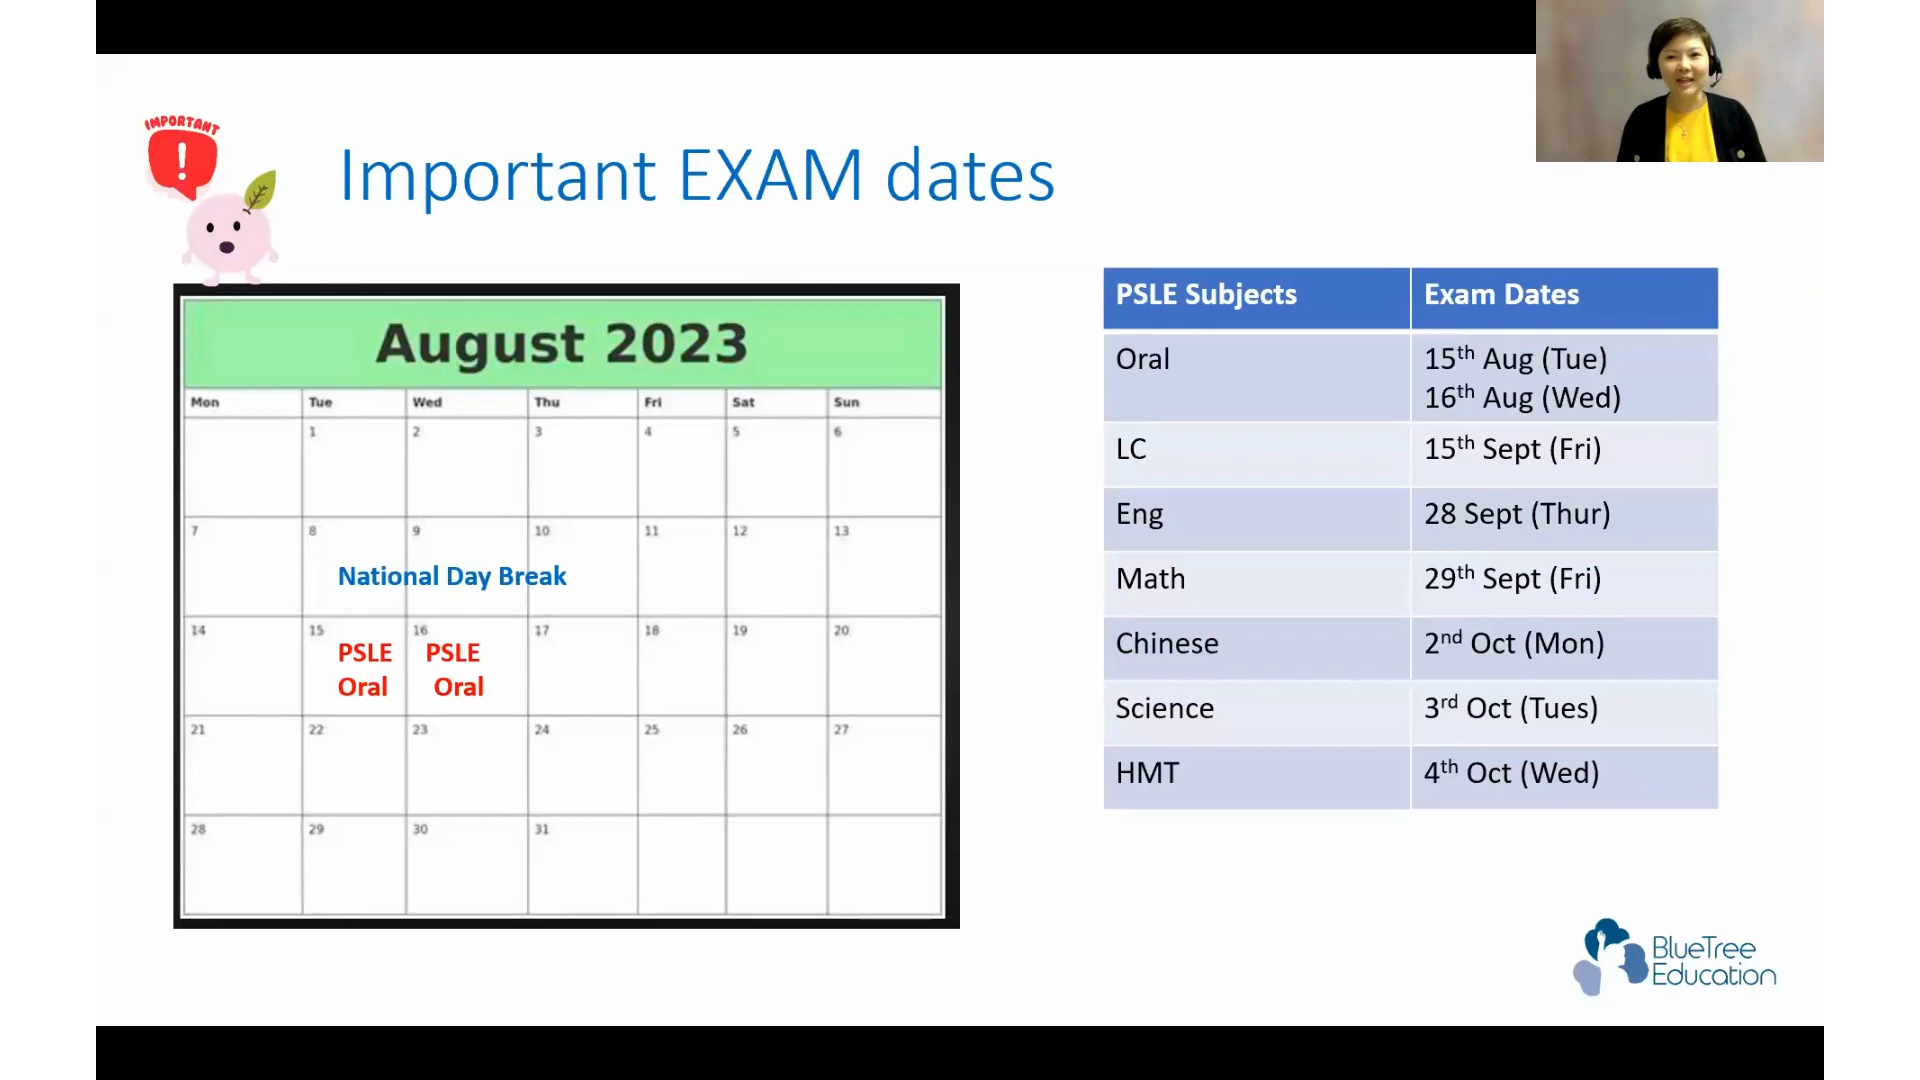 IMPORTANT
!
Important EXAM dates
August 2023
Mon Tue Wed Thu Fri Sat Sun
1 2 3 4 5 6
7 8 9 10 11 12 13
National Day Break
14 15 16 17 18 19 20
PSLE PSLE
Oral Oral
21 22 23 24 25 26 27
28 29 30 31
PSLE Subjects Exam Dates
Oral 15th Aug (Tue)
16th Aug (Wed)
LC 15th Sept (Fri)
Eng 28 Sept (Thur)
Math 29th Sept (Fri)
Chinese 2nd Oct (Mon)
Science 3rd Oct (Tues)
HMT 4th Oct (Wed)
BlueTree
Education